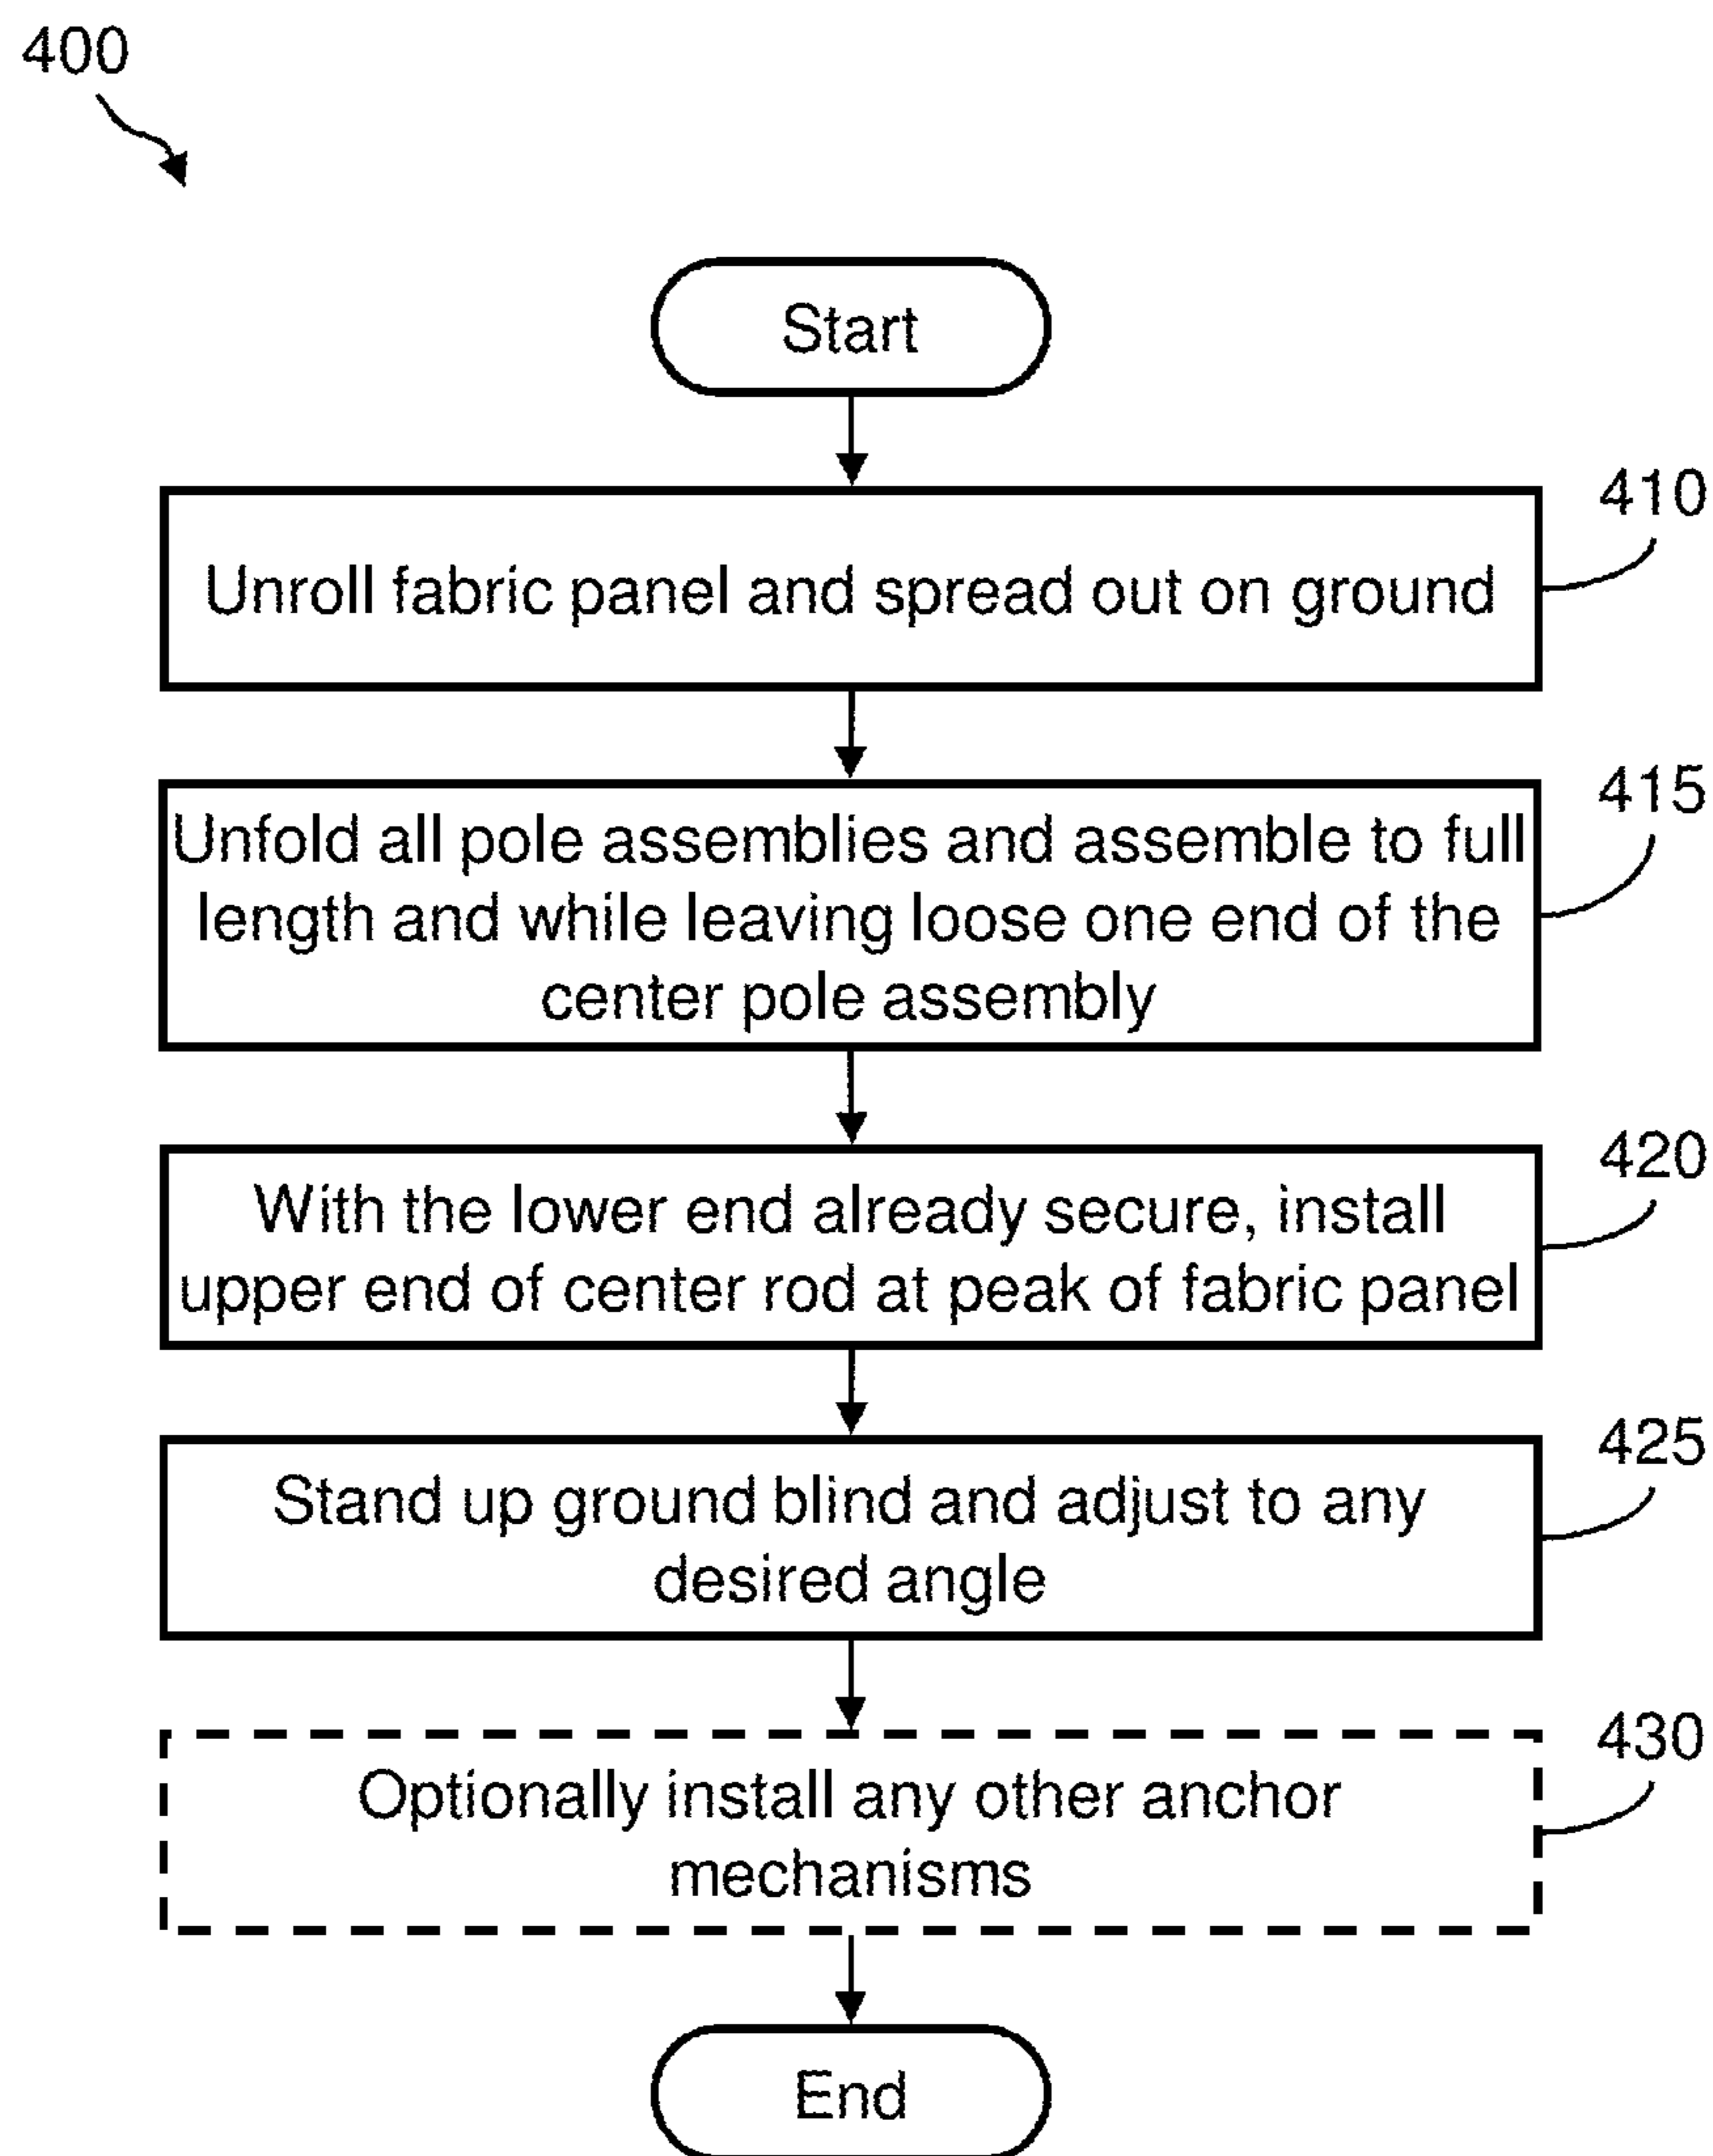 400
Start
410
Unroll fabric panel and spread out on ground
415
Unfold all pole assemblies and assemble to full
length and while leaving loose one end of the
center pole assembly
420
With the lower end already secure, install
upper end of center rod at peak of fabric panel
425
Stand up ground blind and adjust to any
desired angle
430
Optionally install any other anchor
mechanisms
End